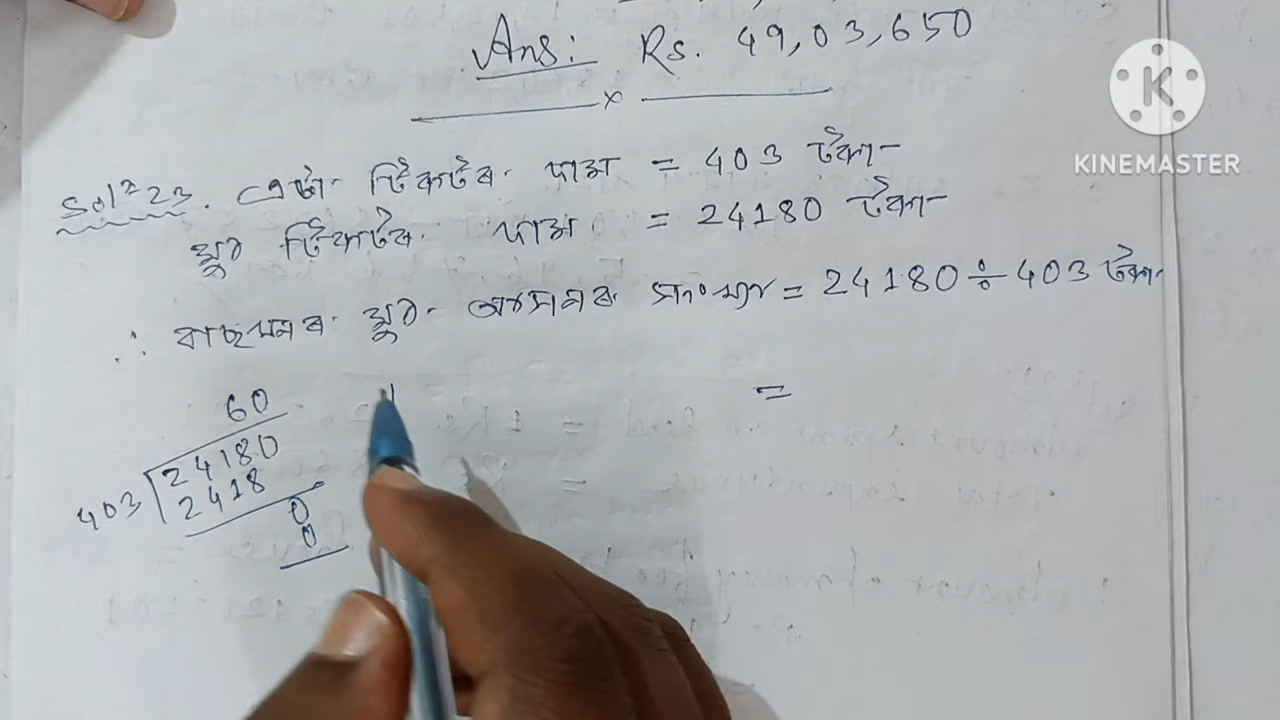 Ans: Rs. 49,03,650
×
K
KINEMASTER
Solⁿ 23. এটা টিকটৰ দাম = 403 টকা
মুঠ টিকটৰ দাম = 24180 টকা
∴ বাছখনৰ মুঠ আসনৰ সংখ্যা = 24180 ÷ 403 টকা
=
60
403 24180
2418
0
0